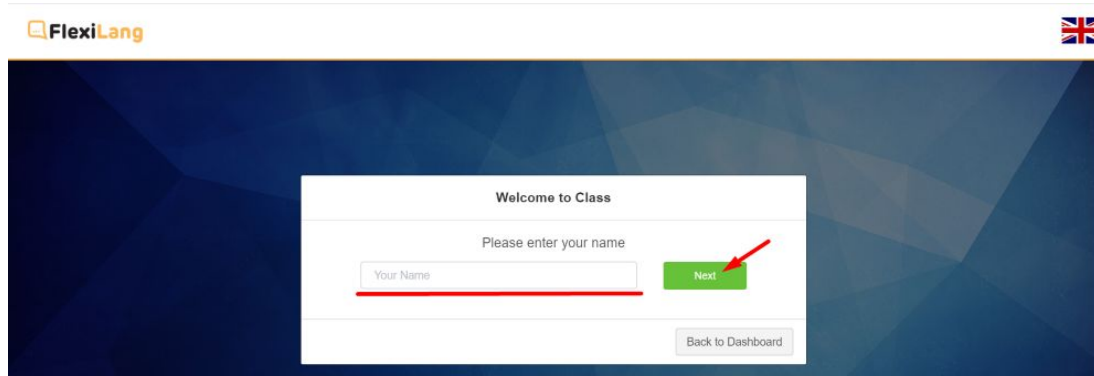 FlexiLang
Welcome to Class
Please enter your name
Your Name
Next
Back to Dashboard